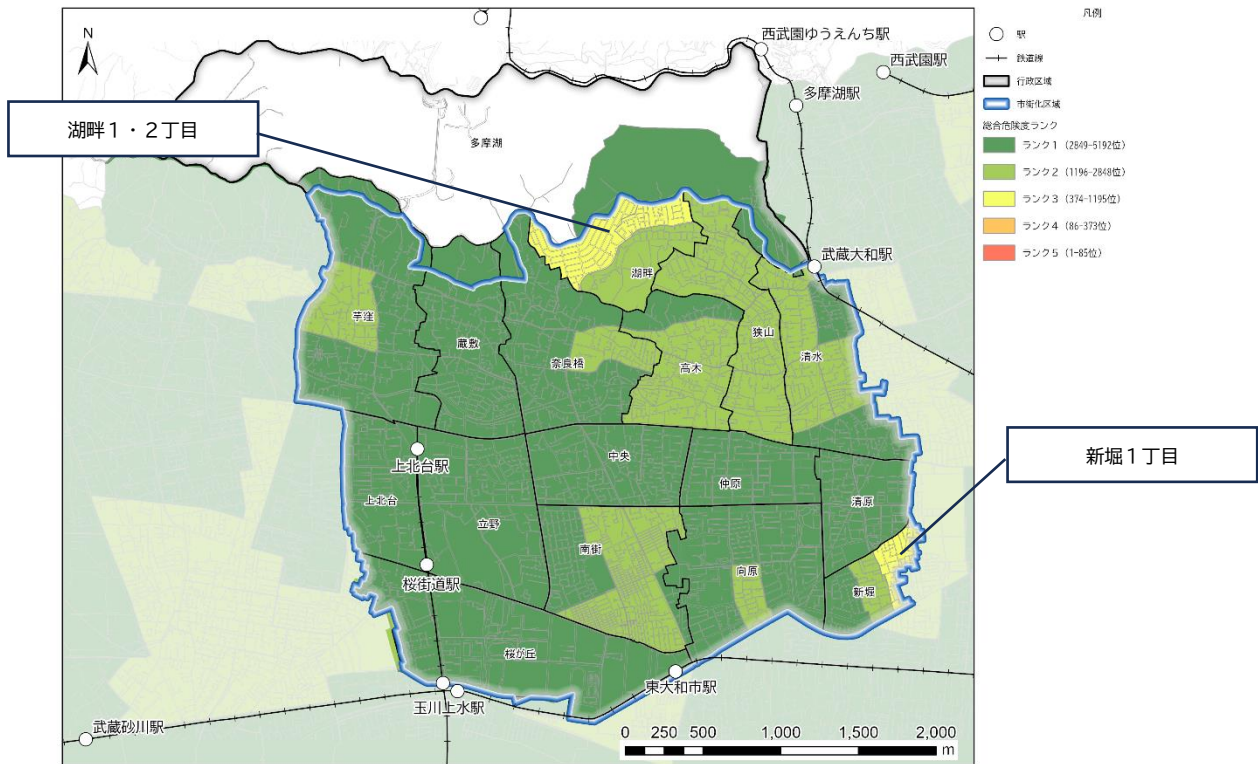 凡例
駅
鉄道線
行政区域
市街化区域
総合危険度ランク
ランク1 (2849-5192位)
ランク2 (1196-2848位)
ランク3 (374-1195位)
ランク4 (86-373位)
ランク5 (1-85位)
N
西武園ゆうえんち駅
西武園駅
多摩湖駅
湖畔1・2丁目
多摩湖
武蔵大和駅
湖畔
芋窪
蔵敷
奈良橋
高木
狭山
清水
上北台駅
中央
仲原
新堀1丁目
上北台
立野
清原
南街
向原
桜街道駅
新堀
桜が丘
東大和市駅
玉川上水駅
武蔵砂川駅
0 250 500 1,000 1,500 2,000
m